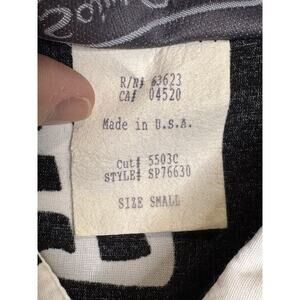 R/N# 63623
CA# 04520
Made in U.S.A.
Cut# 5503C
STYLE# SP76630
SIZE SMALL